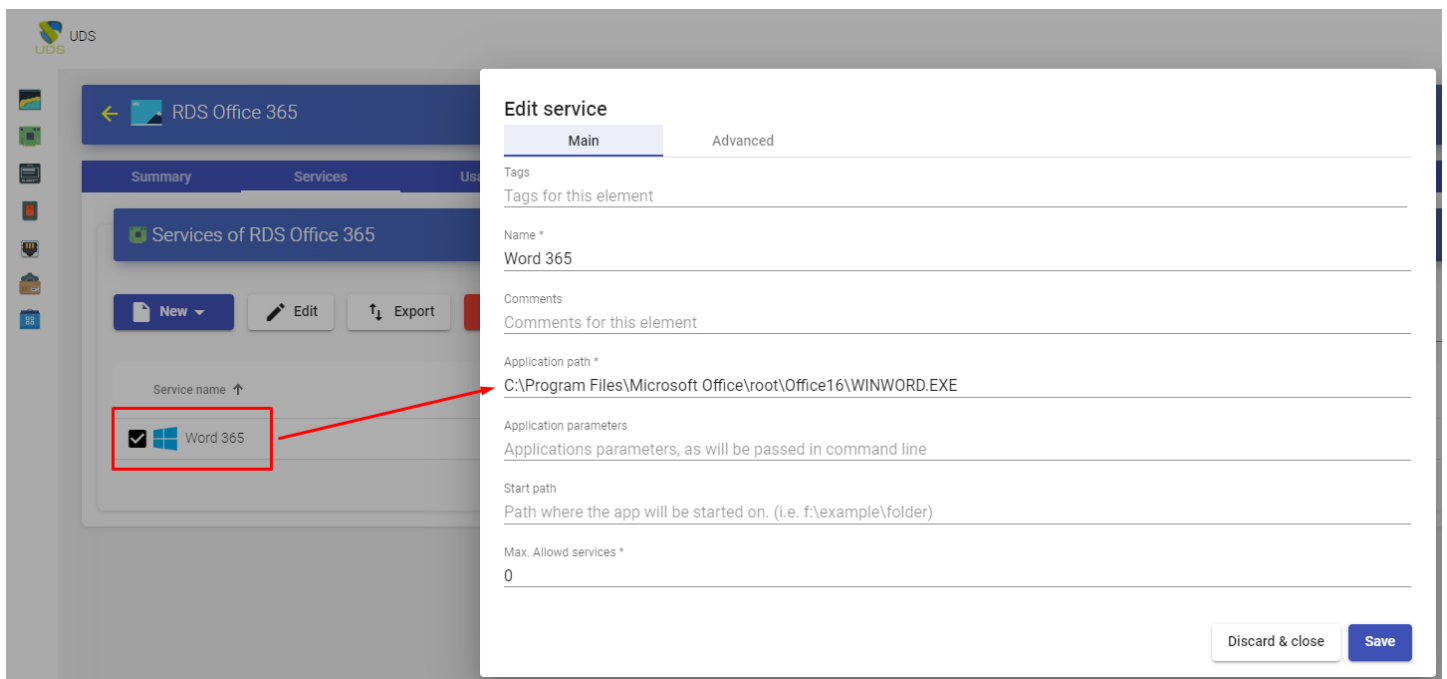 UDS
UDS
RDS Office 365
Summary
Services
Usa
Services of RDS Office 365
New
Edit
Export
Service name
Word 365
Edit service
Main
Advanced
Tags
Tags for this element
Name *
Word 365
Comments
Comments for this element
Application path *
C:\Program Files\Microsoft Office\root\Office16\WINWORD.EXE
Application parameters
Applications parameters, as will be passed in command line
Start path
Path where the app will be started on. (i.e. f:\example\folder)
Max. Allowd services *
0
Discard & close
Save